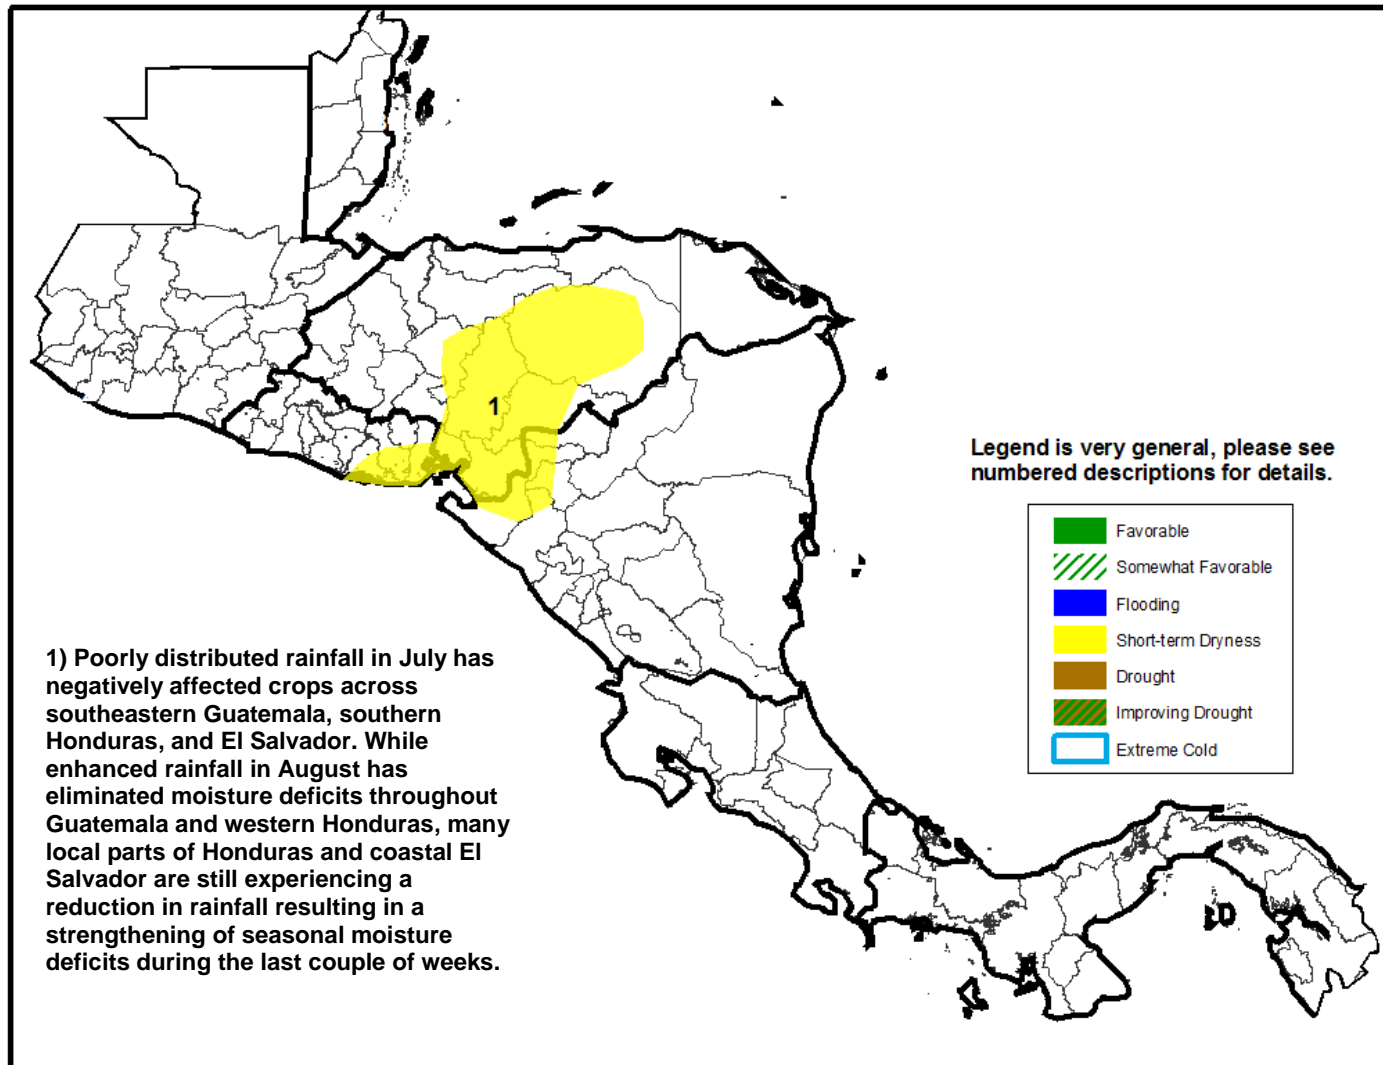 1
Legend is very general, please see
numbered descriptions for details.
Favorable
Somewhat Favorable
Flooding
Short-term Dryness
Drought
Improving Drought
Extreme Cold
1) Poorly distributed rainfall in July has
negatively affected crops across
southeastern Guatemala, southern
Honduras, and El Salvador. While
enhanced rainfall in August has
eliminated moisture deficits throughout
Guatemala and western Honduras, many
local parts of Honduras and coastal El
Salvador are still experiencing a
reduction in rainfall resulting in a
strengthening of seasonal moisture
deficits during the last couple of weeks.